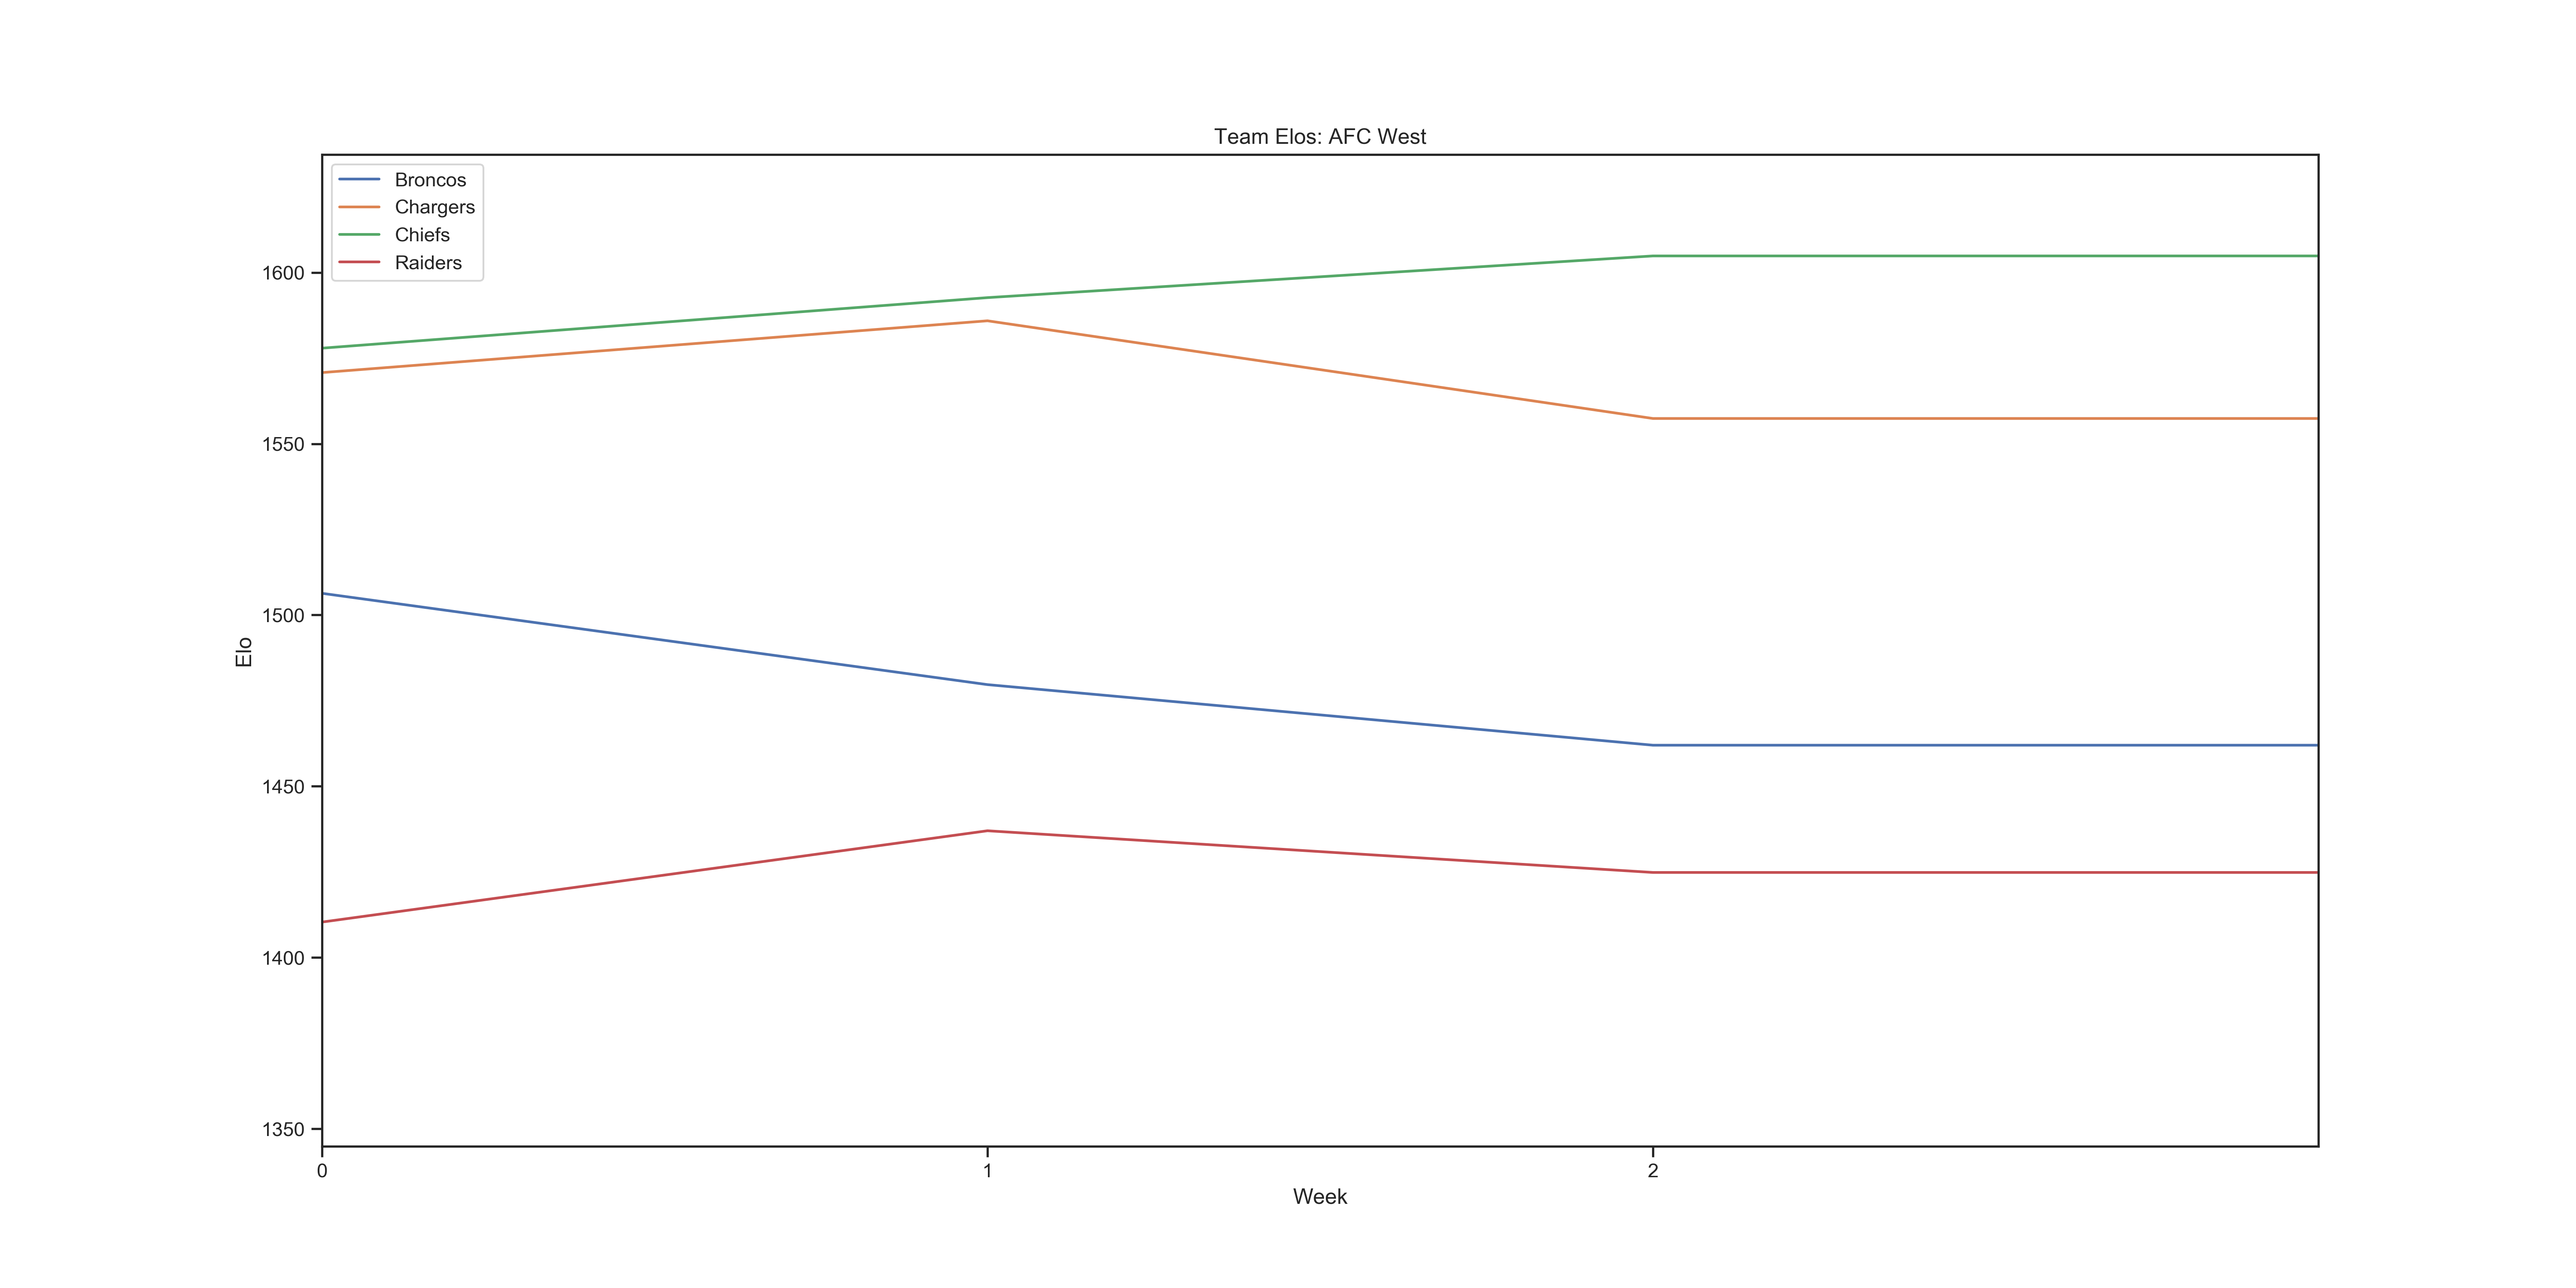 Team Elos: AFC West
Broncos
Chargers
Chiefs
Raiders
1600
1550
1500
1450
1400
1350
Elo
0
1
2
Week